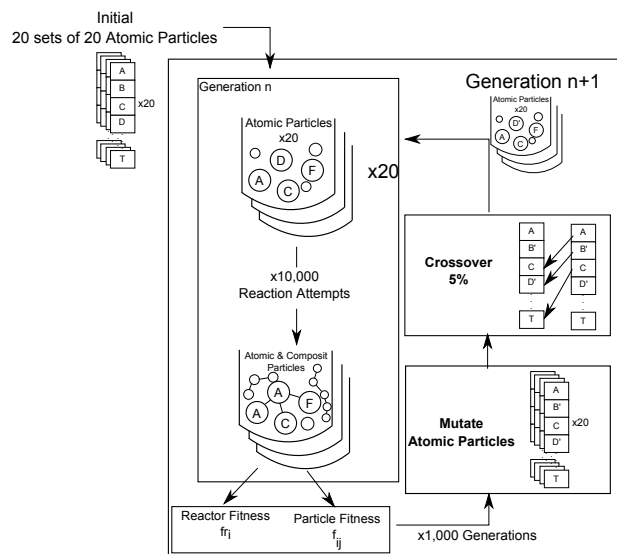 Initial
20 sets of 20 Atomic Particles
A
B
C
D
T
x20
Generation n
Atomic Particles
x20
D
F
A
C
x20
x10,000
Reaction Attempts
Atomic & Composit
Particles
A
A
F
C
Reactor Fitness
fri
Particle Fitness
fij
x1,000 Generations
Mutate
Atomic Particles
A
B'
C
D'
T
x20
Crossover
5%
A
B'
C
D'
T
A
B'
C
D'
T
Generation n+1
Atomic Particles
x20
D'
F
A
C